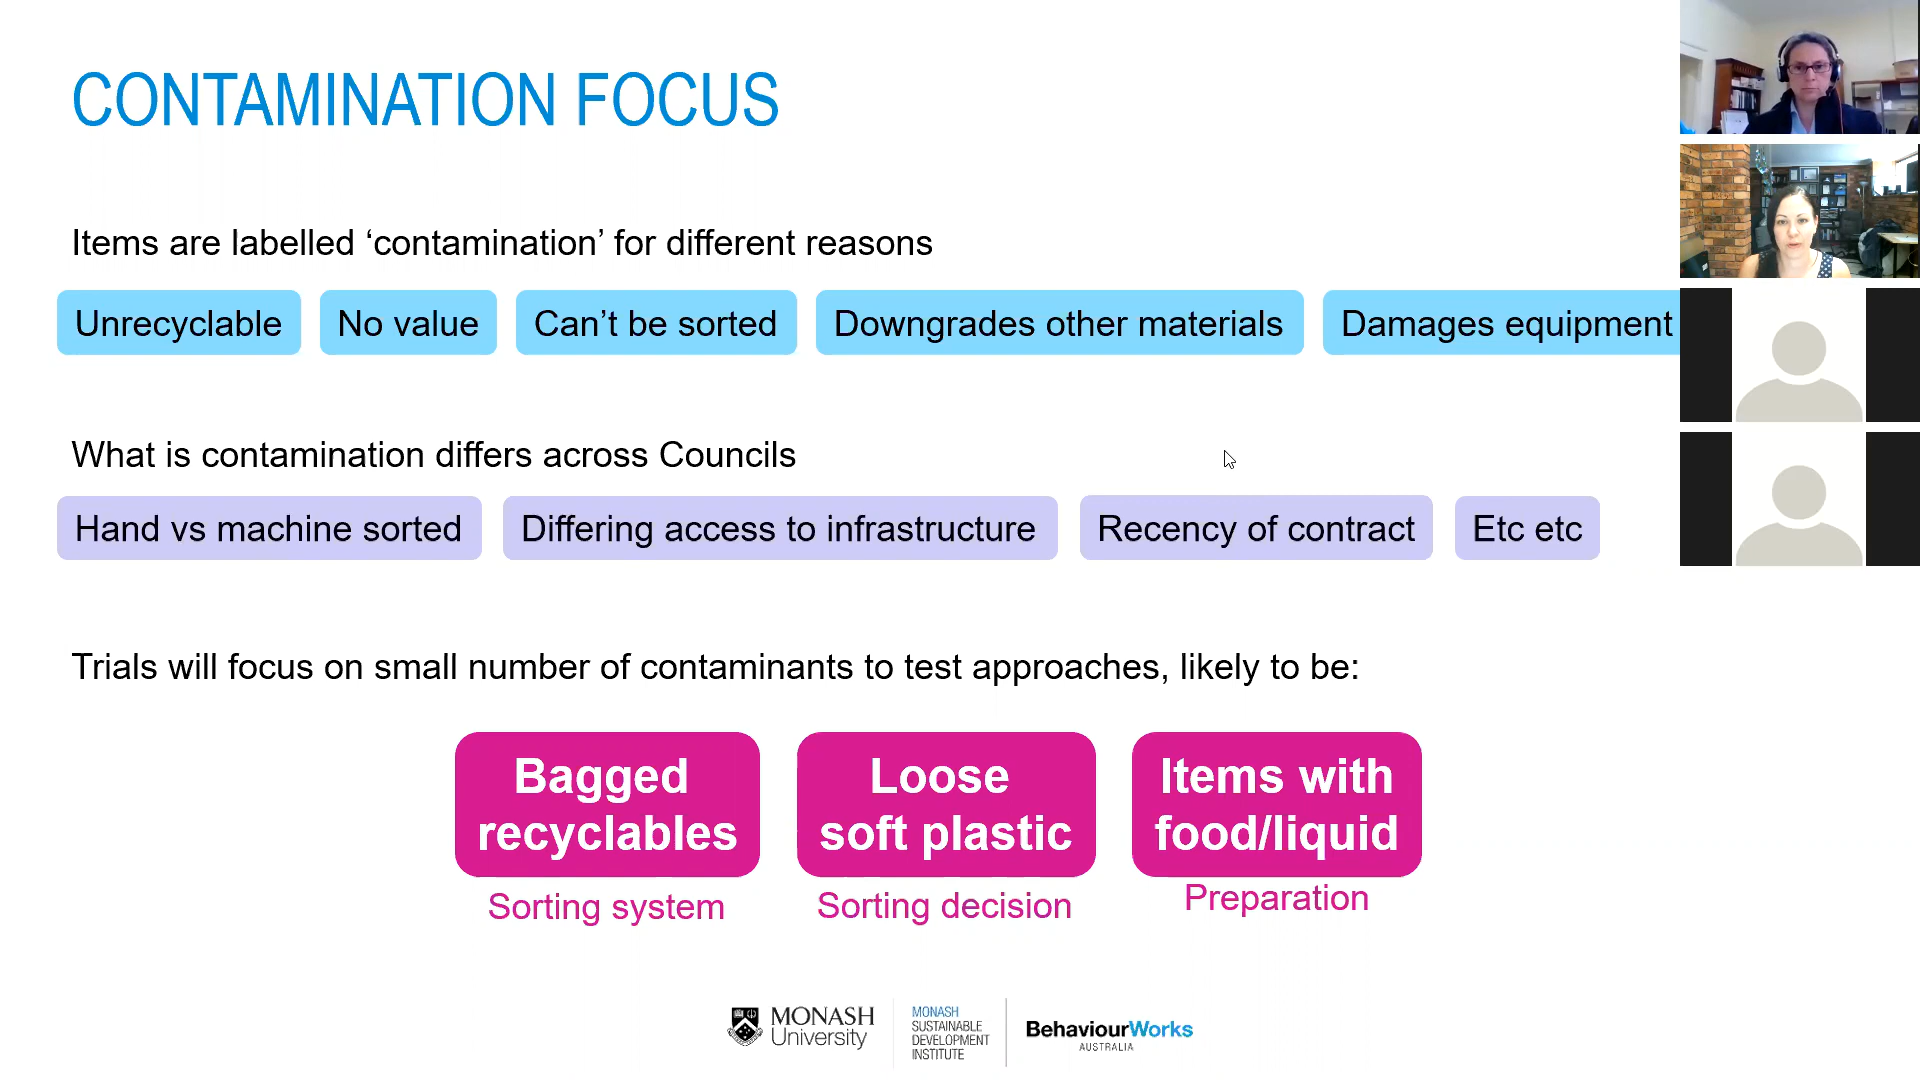 CONTAMINATION FOCUS
Items are labelled ‘contamination’ for different reasons
Unrecyclable
No value
Can’t be sorted
Downgrades other materials
Damages equipment
What is contamination differs across Councils
Hand vs machine sorted
Differing access to infrastructure
Recency of contract
Etc etc
Trials will focus on small number of contaminants to test approaches, likely to be:
Bagged
recyclables
Sorting system
Loose
soft plastic
Sorting decision
Items with
food/liquid
Preparation
MONASH
University
MONASH
SUSTAINABLE
DEVELOPMENT
INSTITUTE
BehaviourWorks
AUSTRALIA